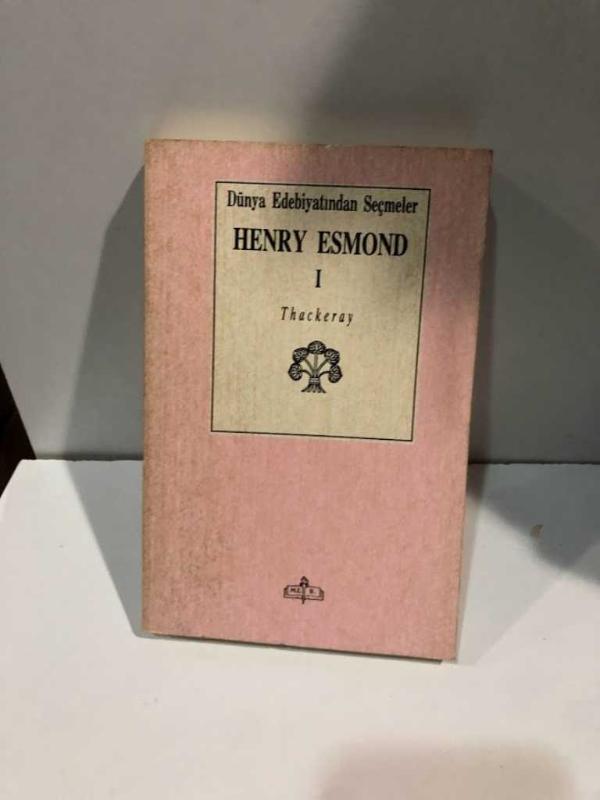 Dünya Edebiyatından Seçmeler
HENRY ESMOND
I
Thackeray